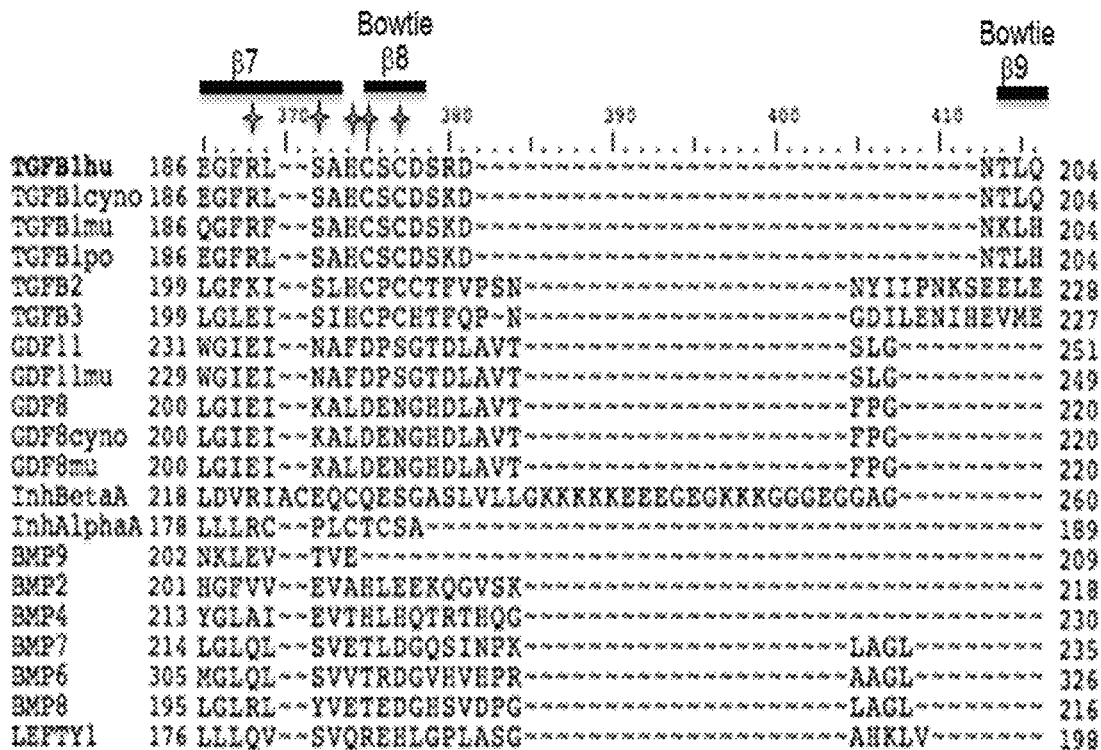 Bowtie Bowtie
β7 β8 β9
370 380 390 400 410
TGFB1hu 186 EGFRL~~SAHCSCDSRD~~~~~~~~~~~~~~~~~~~~~~~~~~~~~~~NTLQ 204
TGFB1cyno 186 EGFRL~~SAHCSCDSKD~~~~~~~~~~~~~~~~~~~~~~~~~~~~~~~NTLQ 204
TGFB1mu 186 QGFRF~~SAHCSCDSKD~~~~~~~~~~~~~~~~~~~~~~~~~~~~~~~NKLH 204
TGFB1po 186 EGFRL~~SAHCSCDSKD~~~~~~~~~~~~~~~~~~~~~~~~~~~~~~~NTLH 204
TGFB2 199 LGFKI~~SLHCPCCTFVPSN~~~~~~~~~~~~~~~~~~~~NYIIPNKSEELE 228
TGFB3 199 LGLEI~~SIHCPCHTFQP~N~~~~~~~~~~~~~~~~~~~~GDILENIHEVME 227
GDF11 231 WGIEI~~NAFDPSGTDLAVT~~~~~~~~~~~~~~~~~~~~SLG~~~~~~~~~ 251
GDF11mu 229 WGIEI~~NAFDPSGTDLAVT~~~~~~~~~~~~~~~~~~~~SLG~~~~~~~~~ 249
GDF8 200 LGIEI~~KALDENGHDLAVT~~~~~~~~~~~~~~~~~~~~FPG~~~~~~~~~ 220
GDF8cyno 200 LGIEI~~KALDENGHDLAVT~~~~~~~~~~~~~~~~~~~~FPG~~~~~~~~~ 220
GDF8mu 200 LGIEI~~KALDENGHDLAVT~~~~~~~~~~~~~~~~~~~~FPG~~~~~~~~~ 220
InhBetaA 218 LDVRIACEQCQESGASLVLLGKKKKKEEEGEGKKKGGGEGGAG~~~~~~~~~ 260
InhAlphaA 178 LLLRC~~PLCTCSA~~~~~~~~~~~~~~~~~~~~~~~~~~~~~~~~~~~~~~ 189
BMP9 202 NKLEV~~TVE~~~~~~~~~~~~~~~~~~~~~~~~~~~~~~~~~~~~~~~~~~ 209
BMP2 201 HGFVV~~EVAHLEEKQGVSK~~~~~~~~~~~~~~~~~~~~~~~~~~~~~~~~ 218
BMP4 213 YGLAI~~EVTHLHQTRTHQG~~~~~~~~~~~~~~~~~~~~~~~~~~~~~~~~ 230
BMP7 214 LGLQL~~SVETLDGQSINPK~~~~~~~~~~~~~~~~~~~~LAGL~~~~~~~~ 235
BMP6 305 MGLQL~~SVVTRDGVHVHPR~~~~~~~~~~~~~~~~~~~~AAGL~~~~~~~~ 326
BMP8 195 LGLRL~~YVETEDGHSVDPG~~~~~~~~~~~~~~~~~~~~LAGL~~~~~~~~ 216
LEFTY1 176 LLLQV~~SVQREHLGPLASG~~~~~~~~~~~~~~~~~~~~AHKLV~~~~~~~ 198